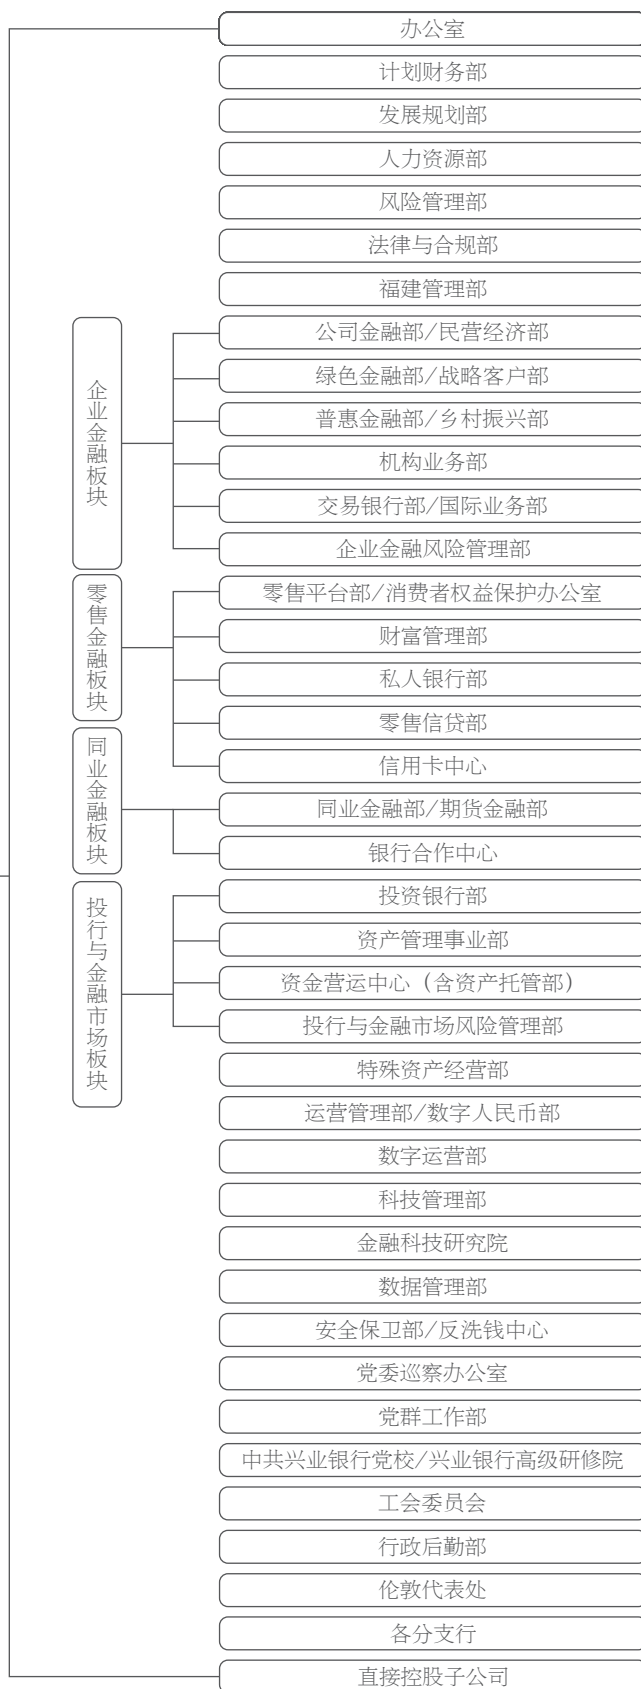 办公室
计划财务部
发展规划部
人力资源部
风险管理部
法律与合规部
福建管理部
企业金融板块
公司金融部/民营经济部
绿色金融部/战略客户部
普惠金融部/乡村振兴部
机构业务部
交易银行部/国际业务部
企业金融风险管理部
零售金融板块
零售平台部/消费者权益保护办公室
财富管理部
私人银行部
零售信贷部
信用卡中心
同业金融板块
同业金融部/期货金融部
银行合作中心
投行与金融市场板块
投资银行部
资产管理事业部
资金营运中心（含资产托管部）
投行与金融市场风险管理部
特殊资产经营部
运营管理部/数字人民币部
数字运营部
科技管理部
金融科技研究院
数据管理部
安全保卫部/反洗钱中心
党委巡察办公室
党群工作部
中共兴业银行党校/兴业银行高级研修院
工会委员会
行政后勤部
伦敦代表处
各分支行
直接控股子公司